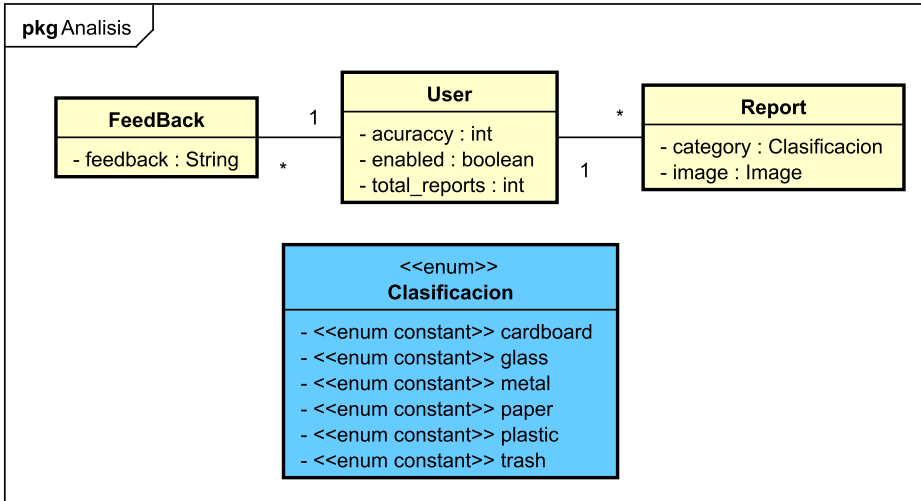 pkg Analisis
FeedBack
- feedback : String
1
*
User
- acuraccy : int
- enabled : boolean
- total_reports : int
*
1
Report
- category : Clasificacion
- image : Image
<<enum>>
Clasificacion
- <<enum constant>> cardboard
- <<enum constant>> glass
- <<enum constant>> metal
- <<enum constant>> paper
- <<enum constant>> plastic
- <<enum constant>> trash